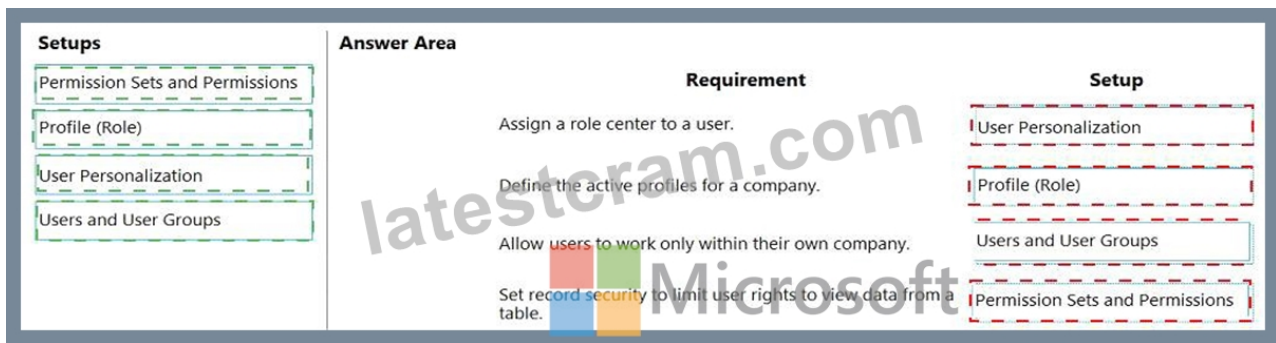 Setups
Answer Area
Permission Sets and Permissions
Profile (Role)
User Personalization
Users and User Groups
Requirement
Setup
Assign a role center to a user.
User Personalization
Define the active profiles for a company.
Profile (Role)
Allow users to work only within their own company.
Users and User Groups
Set record security to limit user rights to view data from a
table.
Permission Sets and Permissions
latestcram.com
Microsoft